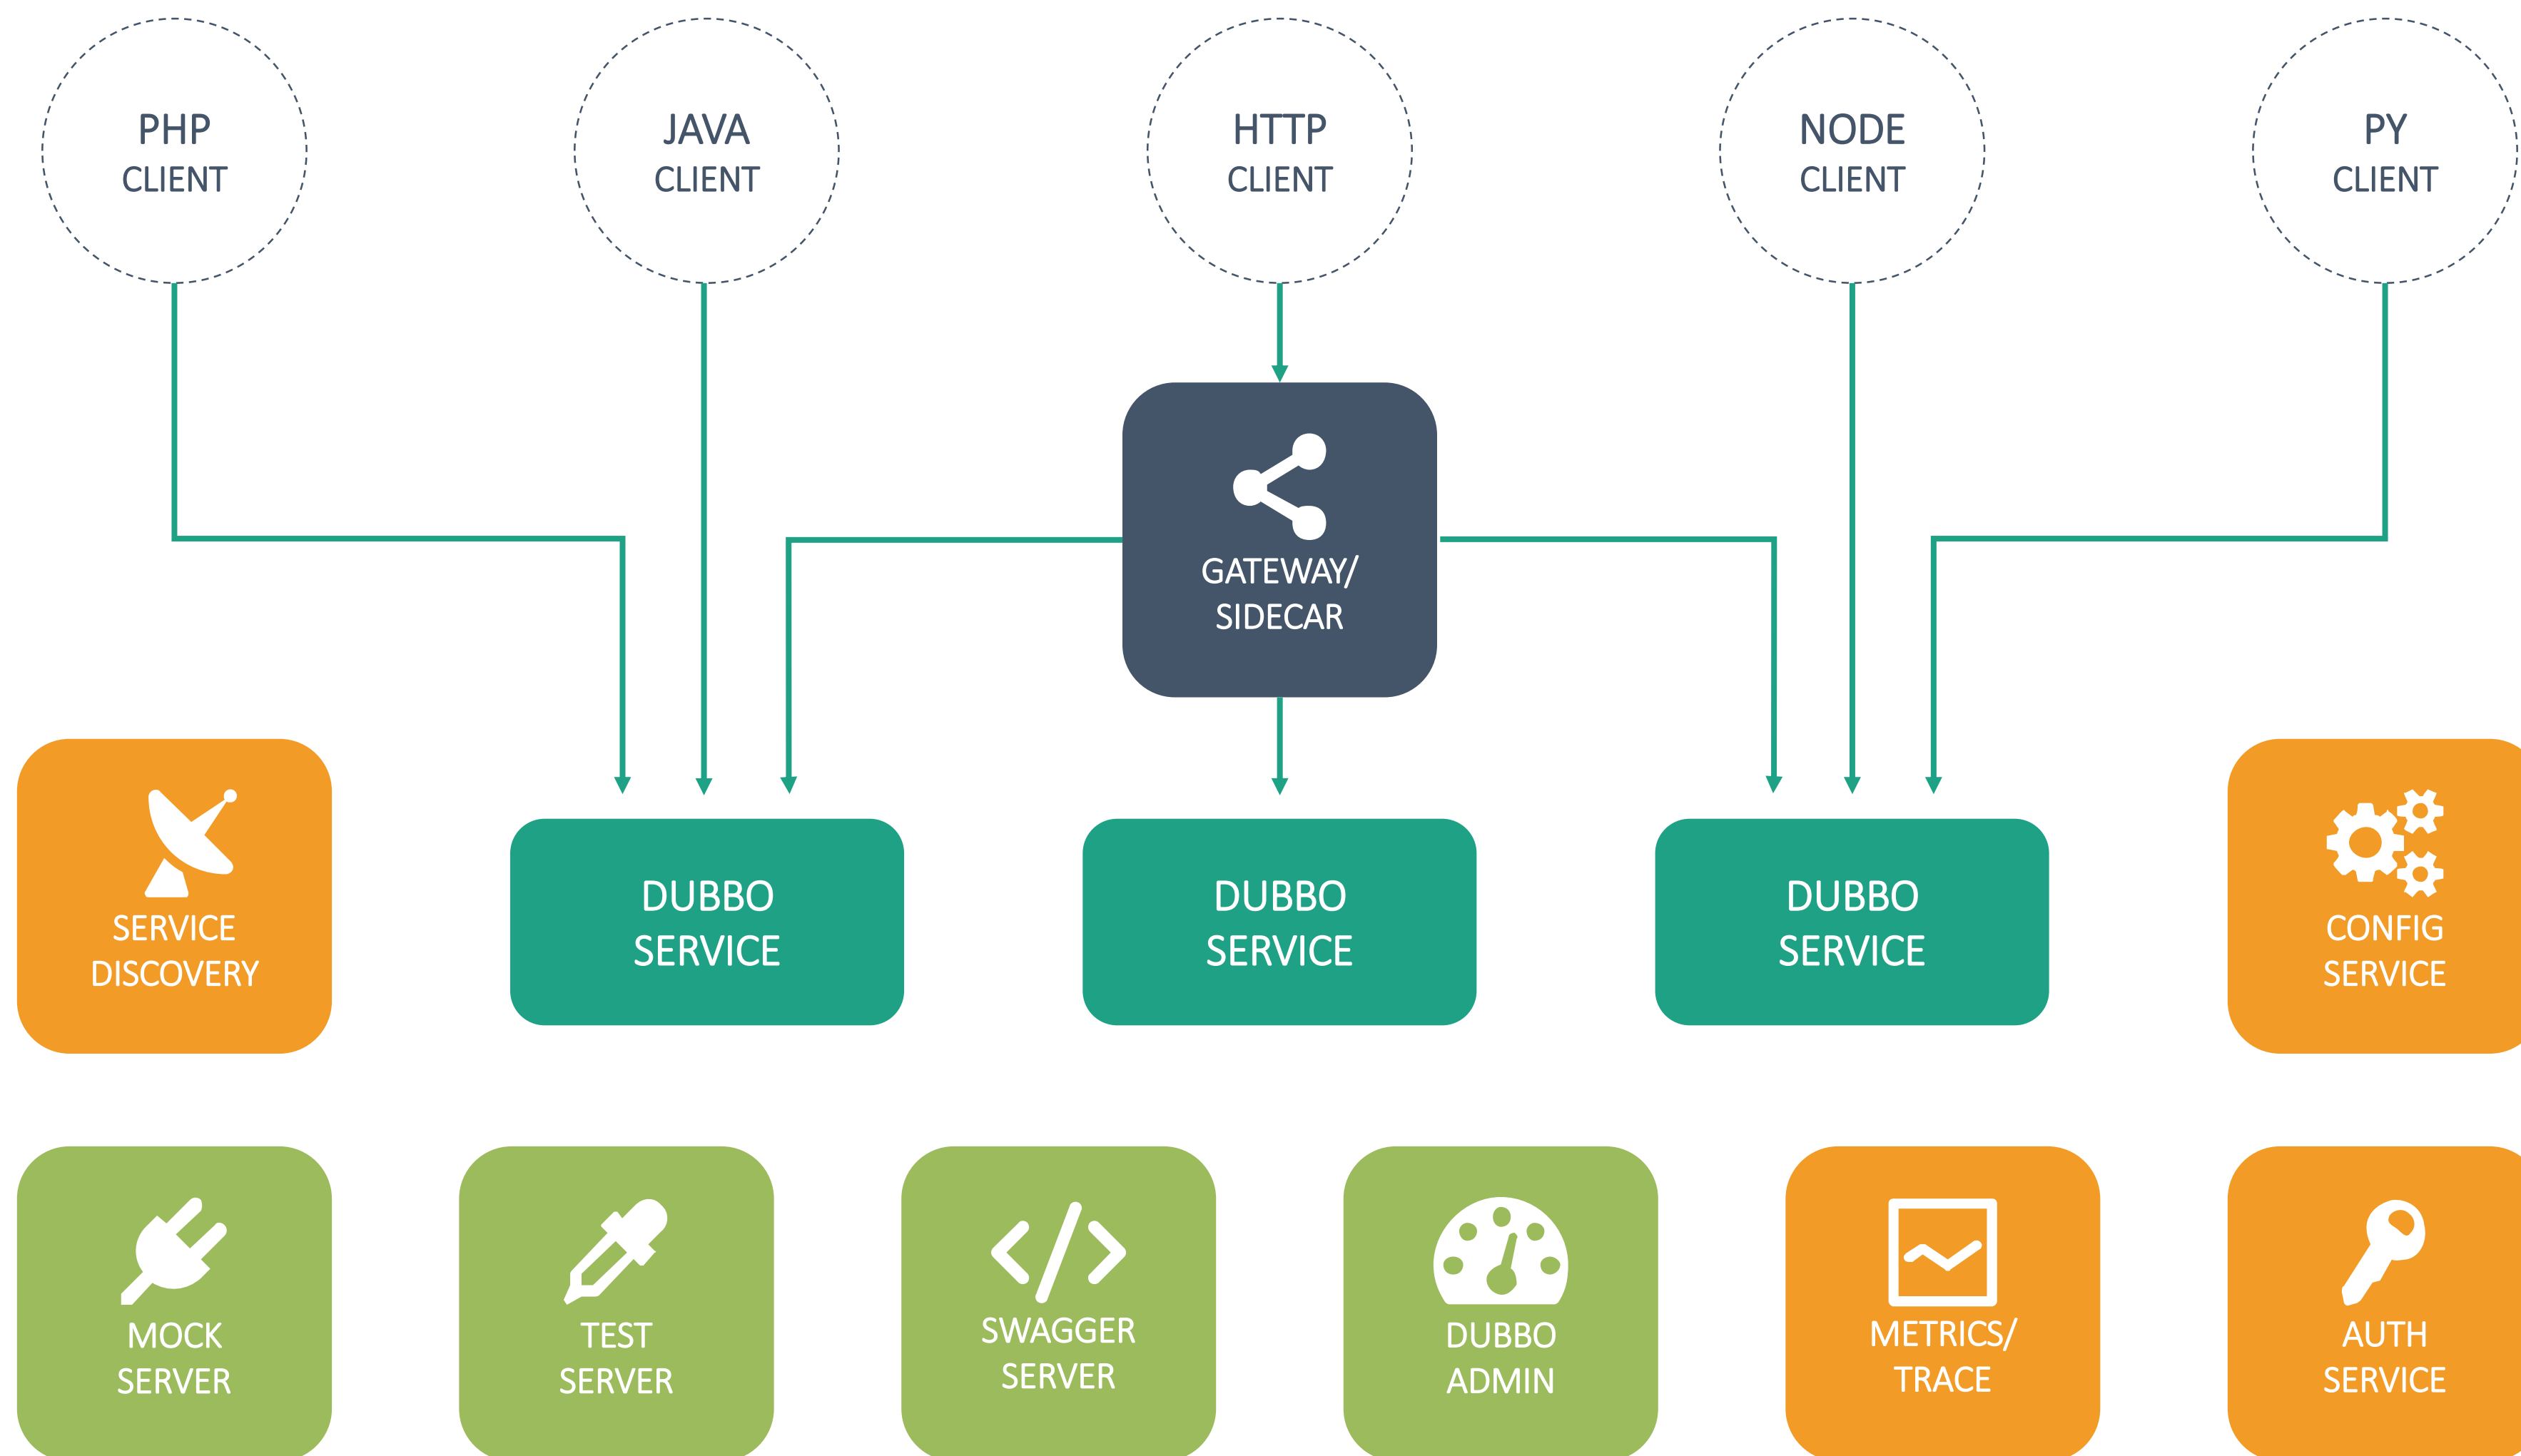 PHP
CLIENT
JAVA
CLIENT
HTTP
CLIENT
NODE
CLIENT
PY
CLIENT
GATEWAY/
SIDECAR
SERVICE
DISCOVERY
DUBBO
SERVICE
DUBBO
SERVICE
DUBBO
SERVICE
CONFIG
SERVICE
MOCK
SERVER
TEST
SERVER
SWAGGER
SERVER
DUBBO
ADMIN
METRICS/
TRACE
AUTH
SERVICE